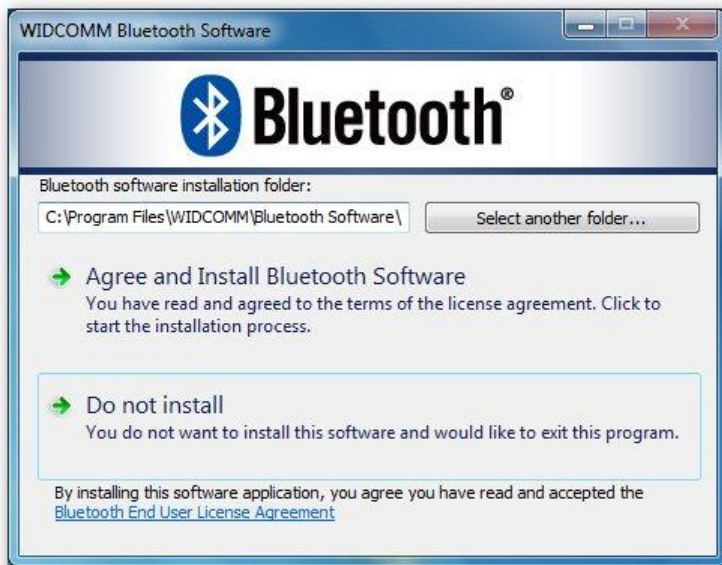 WIDCOMM Bluetooth Software
Bluetooth®
Bluetooth software installation folder:
C:\Program Files\WIDCOMM\Bluetooth Software\
Select another folder...
Agree and Install Bluetooth Software
You have read and agreed to the terms of the license agreement. Click to
start the installation process.
Do not install
You do not want to install this software and would like to exit this program.
By installing this software application, you agree you have read and accepted the
Bluetooth End User License Agreement